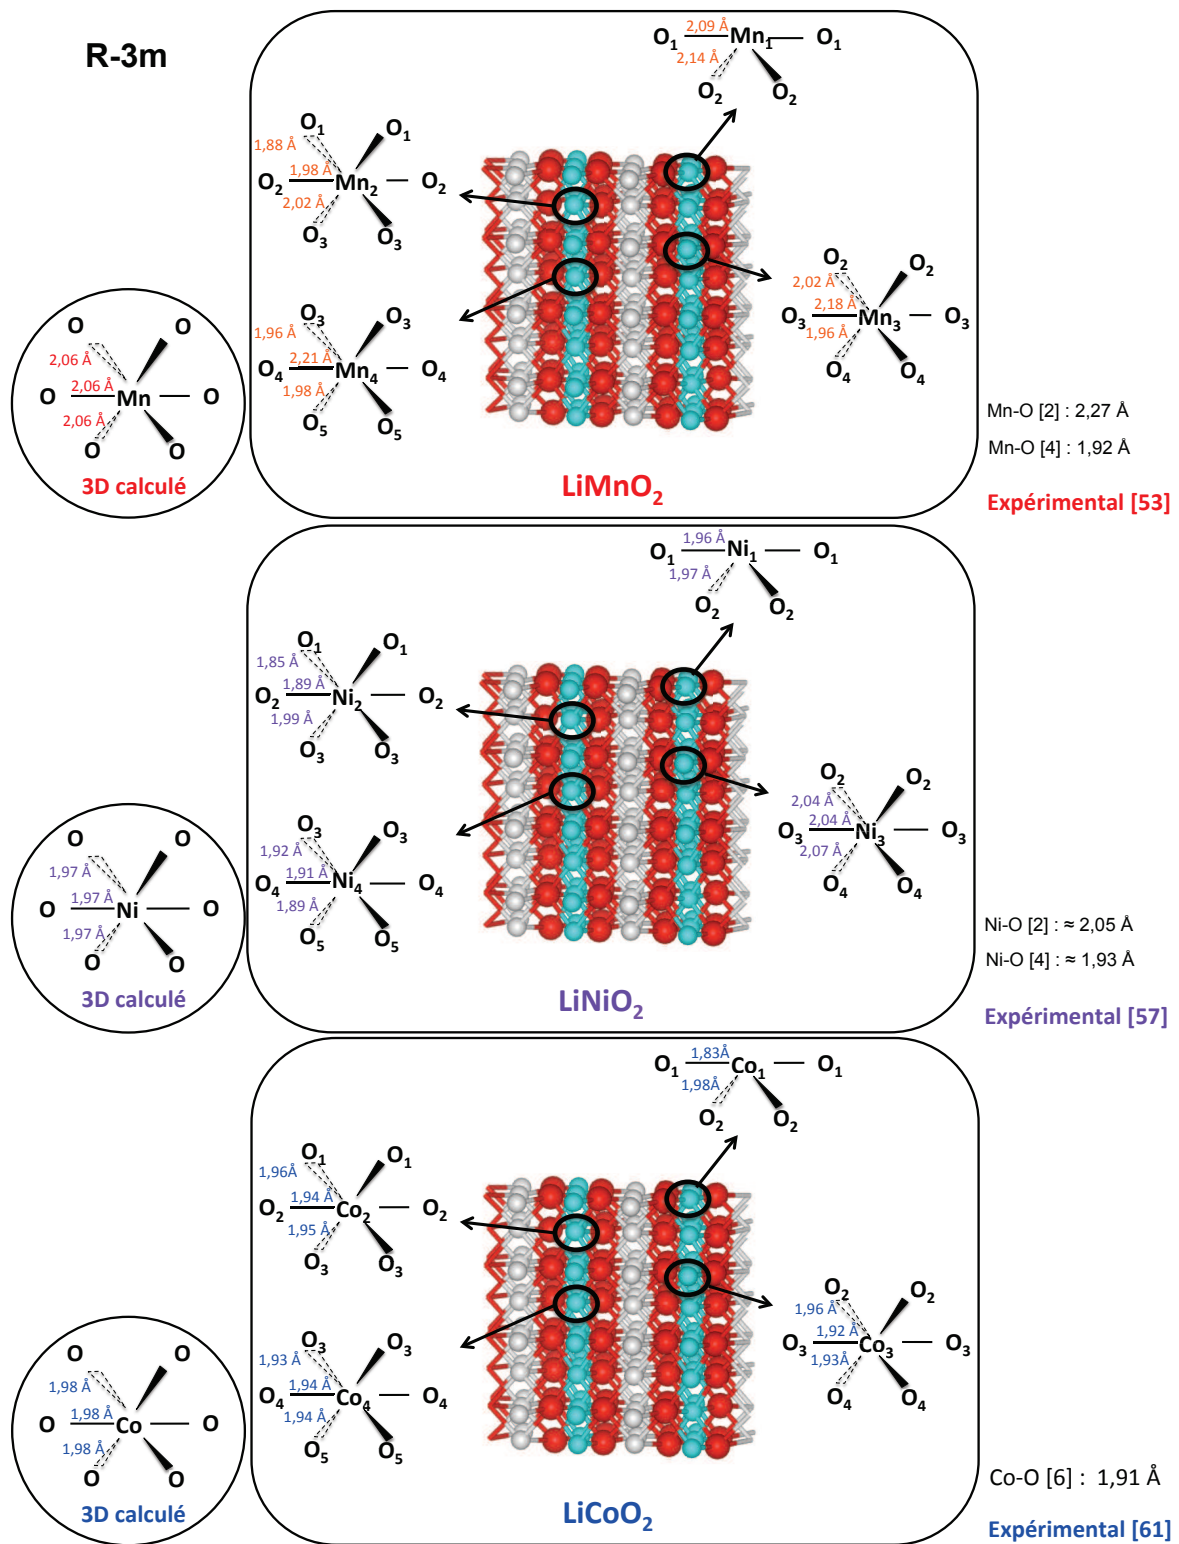 R-3m
O1 2,09 Å Mn1 O1
2,14 Å
O2 O2
O1 O1
1,88 Å
O2 1,98 Å Mn2 O2
2,02 Å
O3 O3
O2 O2
2,02 Å
O3 2,18 Å Mn3 O3
1,96 Å
O4 O4
O3 O3
1,96 Å
O4 2,21 Å Mn4 O4
1,98 Å
O5 O5
O O
2,06 Å
O 2,06 Å Mn O
2,06 Å
O O
3D calculé
LiMnO2
Mn-O [2] : 2,27 Å
Mn-O [4] : 1,92 Å
Expérimental [53]
O1 1,96 Å Ni1 O1
1,97 Å
O2 O2
O1 O1
1,85 Å
O2 1,89 Å Ni2 O2
1,99 Å
O3 O3
O2 O2
2,04 Å
O3 2,04 Å Ni3 O3
2,07 Å
O4 O4
O3 O3
1,92 Å
O4 1,91 Å Ni4 O4
1,89 Å
O5 O5
O O
1,97 Å
O 1,97 Å Ni O
1,97 Å
O O
3D calculé
LiNiO2
Ni-O [2] : ≈ 2,05 Å
Ni-O [4] : ≈ 1,93 Å
Expérimental [57]
O1 1,83Å Co1 O1
1,98Å
O2 O2
O1 O1
1,96Å
O2 1,94 Å Co2 O2
1,95 Å
O3 O3
O2 O2
1,96 Å
O3 1,92 Å Co3 O3
1,93Å
O4 O4
O3 O3
1,93 Å
O4 1,94 Å Co4 O4
1,94 Å
O5 O5
O O
1,98 Å
O 1,98 Å Co O
1,98 Å
O O
3D calculé
LiCoO2
Co-O [6] : 1,91 Å
Expérimental [61]